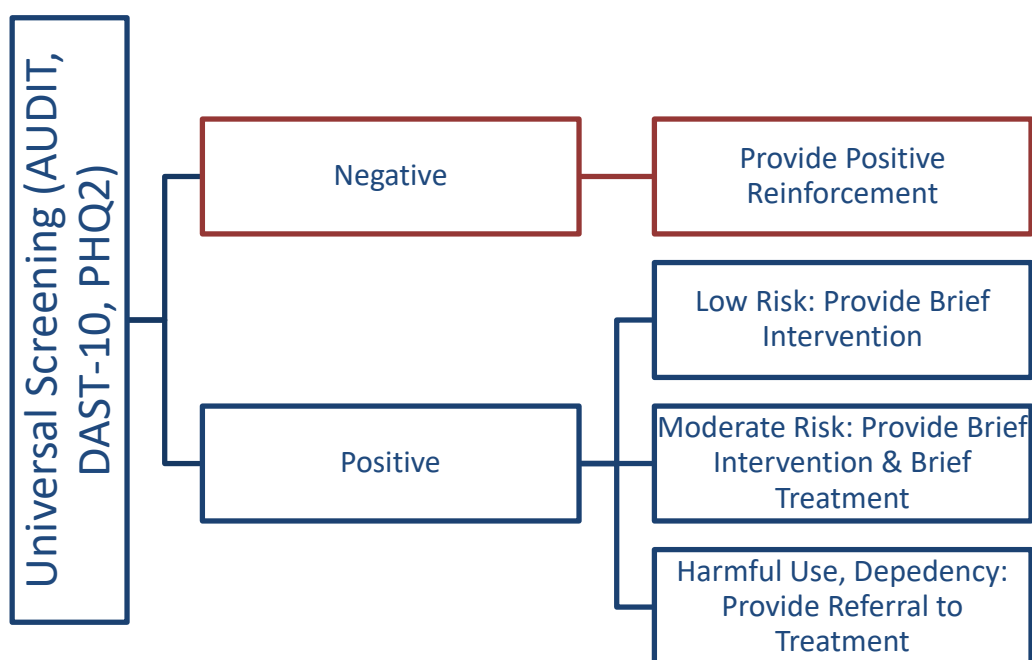 Universal Screening (AUDIT,
DAST-10, PHQ2)
Negative
Provide Positive
Reinforcement
Positive
Low Risk: Provide Brief
Intervention
Moderate Risk: Provide Brief
Intervention & Brief
Treatment
Harmful Use, Depedency:
Provide Referral to
Treatment